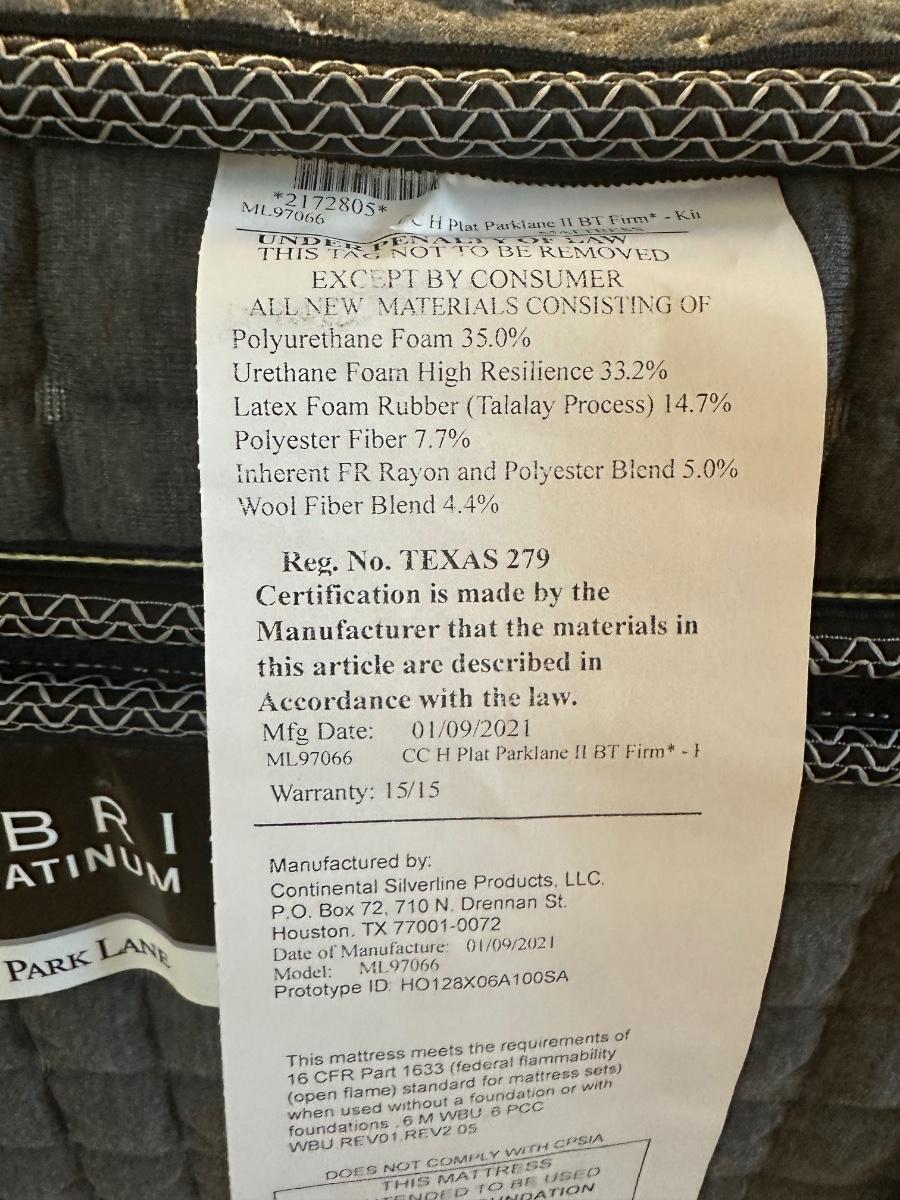 *2172805*
ML97066
C H Plat Parklane II BT Firm* - Kin
MATTRESS
UNDER PENALTY OF LAW
THIS TAG NOT TO BE REMOVED
EXCEPT BY CONSUMER
ALL NEW MATERIALS CONSISTING OF
Polyurethane Foam 35.0%
Urethane Foam High Resilience 33.2%
Latex Foam Rubber (Talalay Process) 14.7%
Polyester Fiber 7.7%
Inherent FR Rayon and Polyester Blend 5.0%
Wool Fiber Blend 4.4%
Reg. No. TEXAS 279
Certification is made by the
Manufacturer that the materials in
this article are described in
Accordance with the law.
Mfg Date: 01/09/2021
ML97066 CC H Plat Parklane II BT Firm* -
Warranty: 15/15
Manufactured by:
Continental Silverline Products, LLC.
P.O. Box 72, 710 N. Drennan St.
Houston, TX 77001-0072
Date of Manufacture: 01/09/2021
Model: ML97066
Prototype ID: HO128X06A100SA
This mattress meets the requirements of
16 CFR Part 1633 (federal flammability
(open flame) standard for mattress sets)
when used without a foundation or with
foundations . 6 M WBU 6 PCC
WBU REV01,REV2 05
DOES NOT COMPLY WITH CPSIA
THIS MATTRESS
TENDED TO BE USED
UNDATION
BRI
ATINUM
PARK LANE